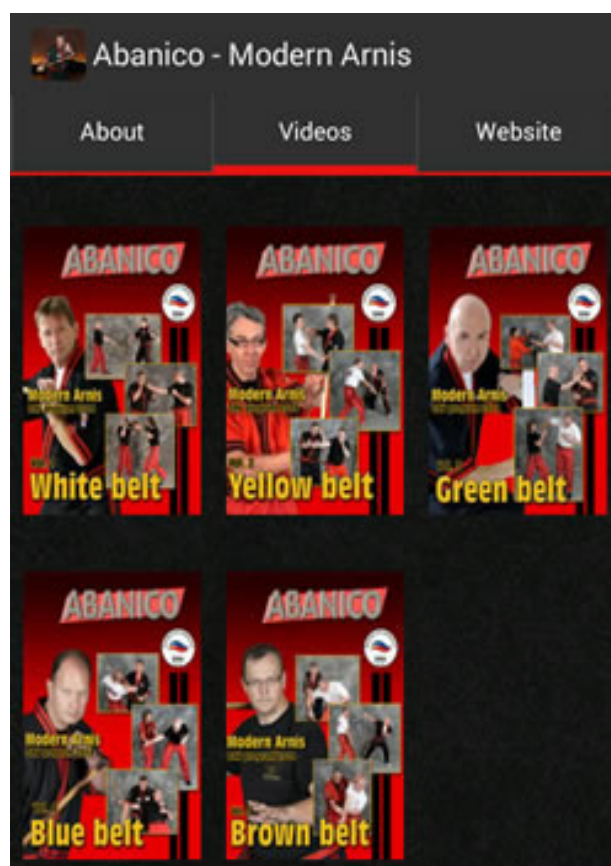 Abanico - Modern Arnis
About
Videos
Website
ABANICO
Modern Arnis
White belt
ABANICO
Modern Arnis
Yellow belt
ABANICO
Modern Arnis
Green belt
ABANICO
Modern Arnis
Blue belt
ABANICO
Modern Arnis
Brown belt